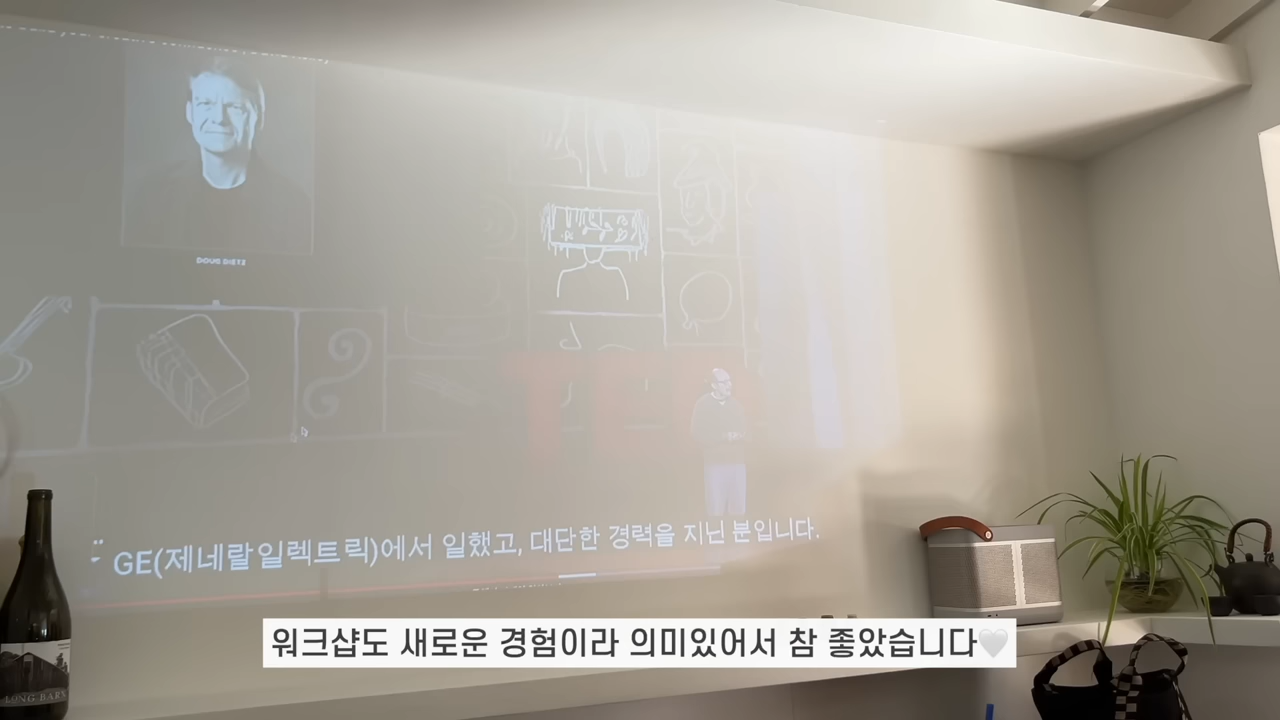 DOUG DIETZ
TED
GE(제네랄 일렉트릭)에서 일했고, 대단한 경력을 지닌 분입니다.
워크샵도 새로운 경험이라 의미있어서 참 좋았습니다🤍
LONG BARN